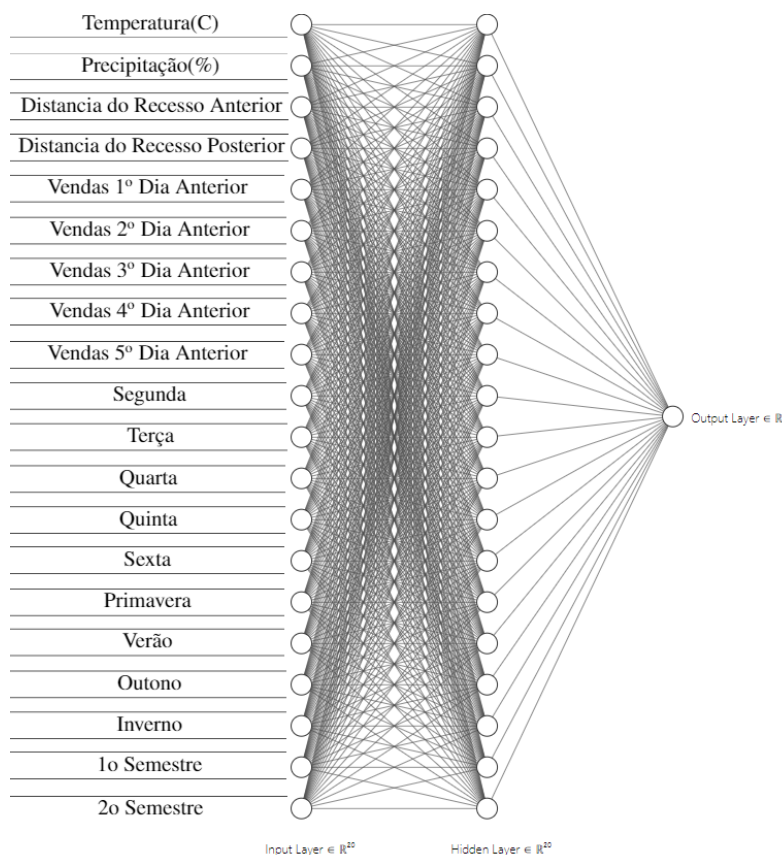 Temperatura(C)
Precipitação(%)
Distancia do Recesso Anterior
Distancia do Recesso Posterior
Vendas 1º Dia Anterior
Vendas 2º Dia Anterior
Vendas 3º Dia Anterior
Vendas 4º Dia Anterior
Vendas 5º Dia Anterior
Segunda
Terça
Quarta
Quinta
Sexta
Primavera
Verão
Outono
Inverno
1o Semestre
2o Semestre
Output Layer ∈ ℝ
Input Layer ∈ ℝ²⁰ Hidden Layer ∈ ℝ²⁰